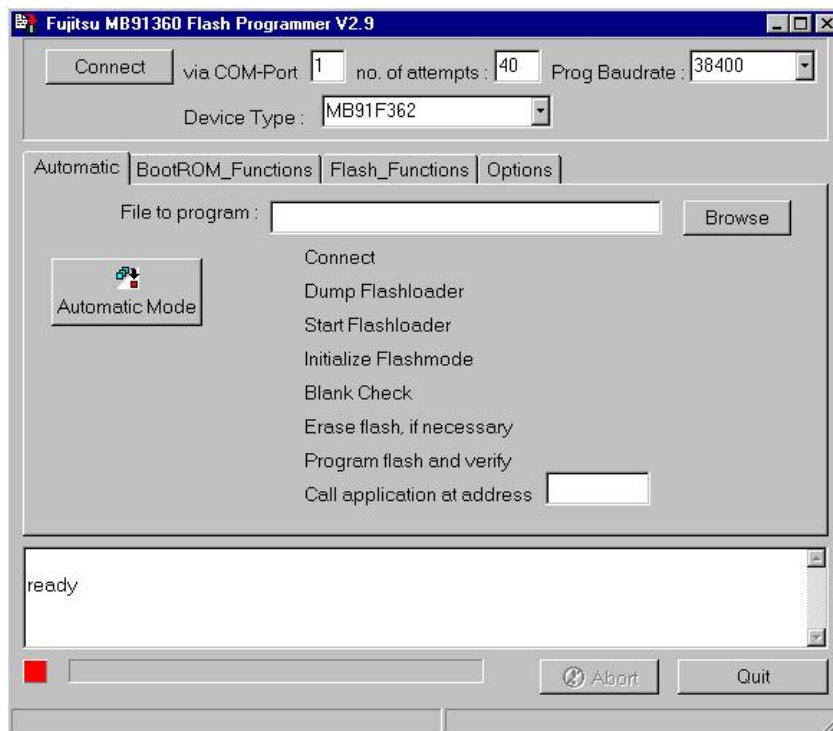 Fujitsu MB91360 Flash Programmer V2.9
Connect via COM-Port 1 no. of attempts : 40 Prog Baudrate : 38400
Device Type : MB91F362
Automatic BootROM_Functions Flash_Functions Options
File to program : Browse
Automatic Mode
Connect
Dump Flashloader
Start Flashloader
Initialize Flashmode
Blank Check
Erase flash, if necessary
Program flash and verify
Call application at address
ready
Abort Quit